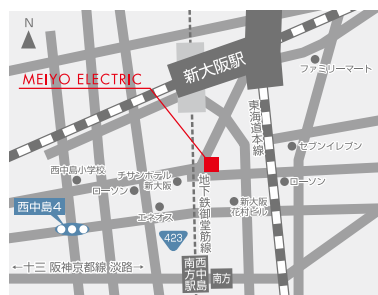 N
新大阪駅
MEIYO ELECTRIC
ファミリーマート
東海道本線
セブンイレブン
西中島小学校
チサンホテル
新大阪
ローソン
ローソン
西中島4
エネオス
地下鉄御堂筋線
新大阪
花村ビル
423
←十三 阪神京都線 淡路→
西中島
南方駅
南方